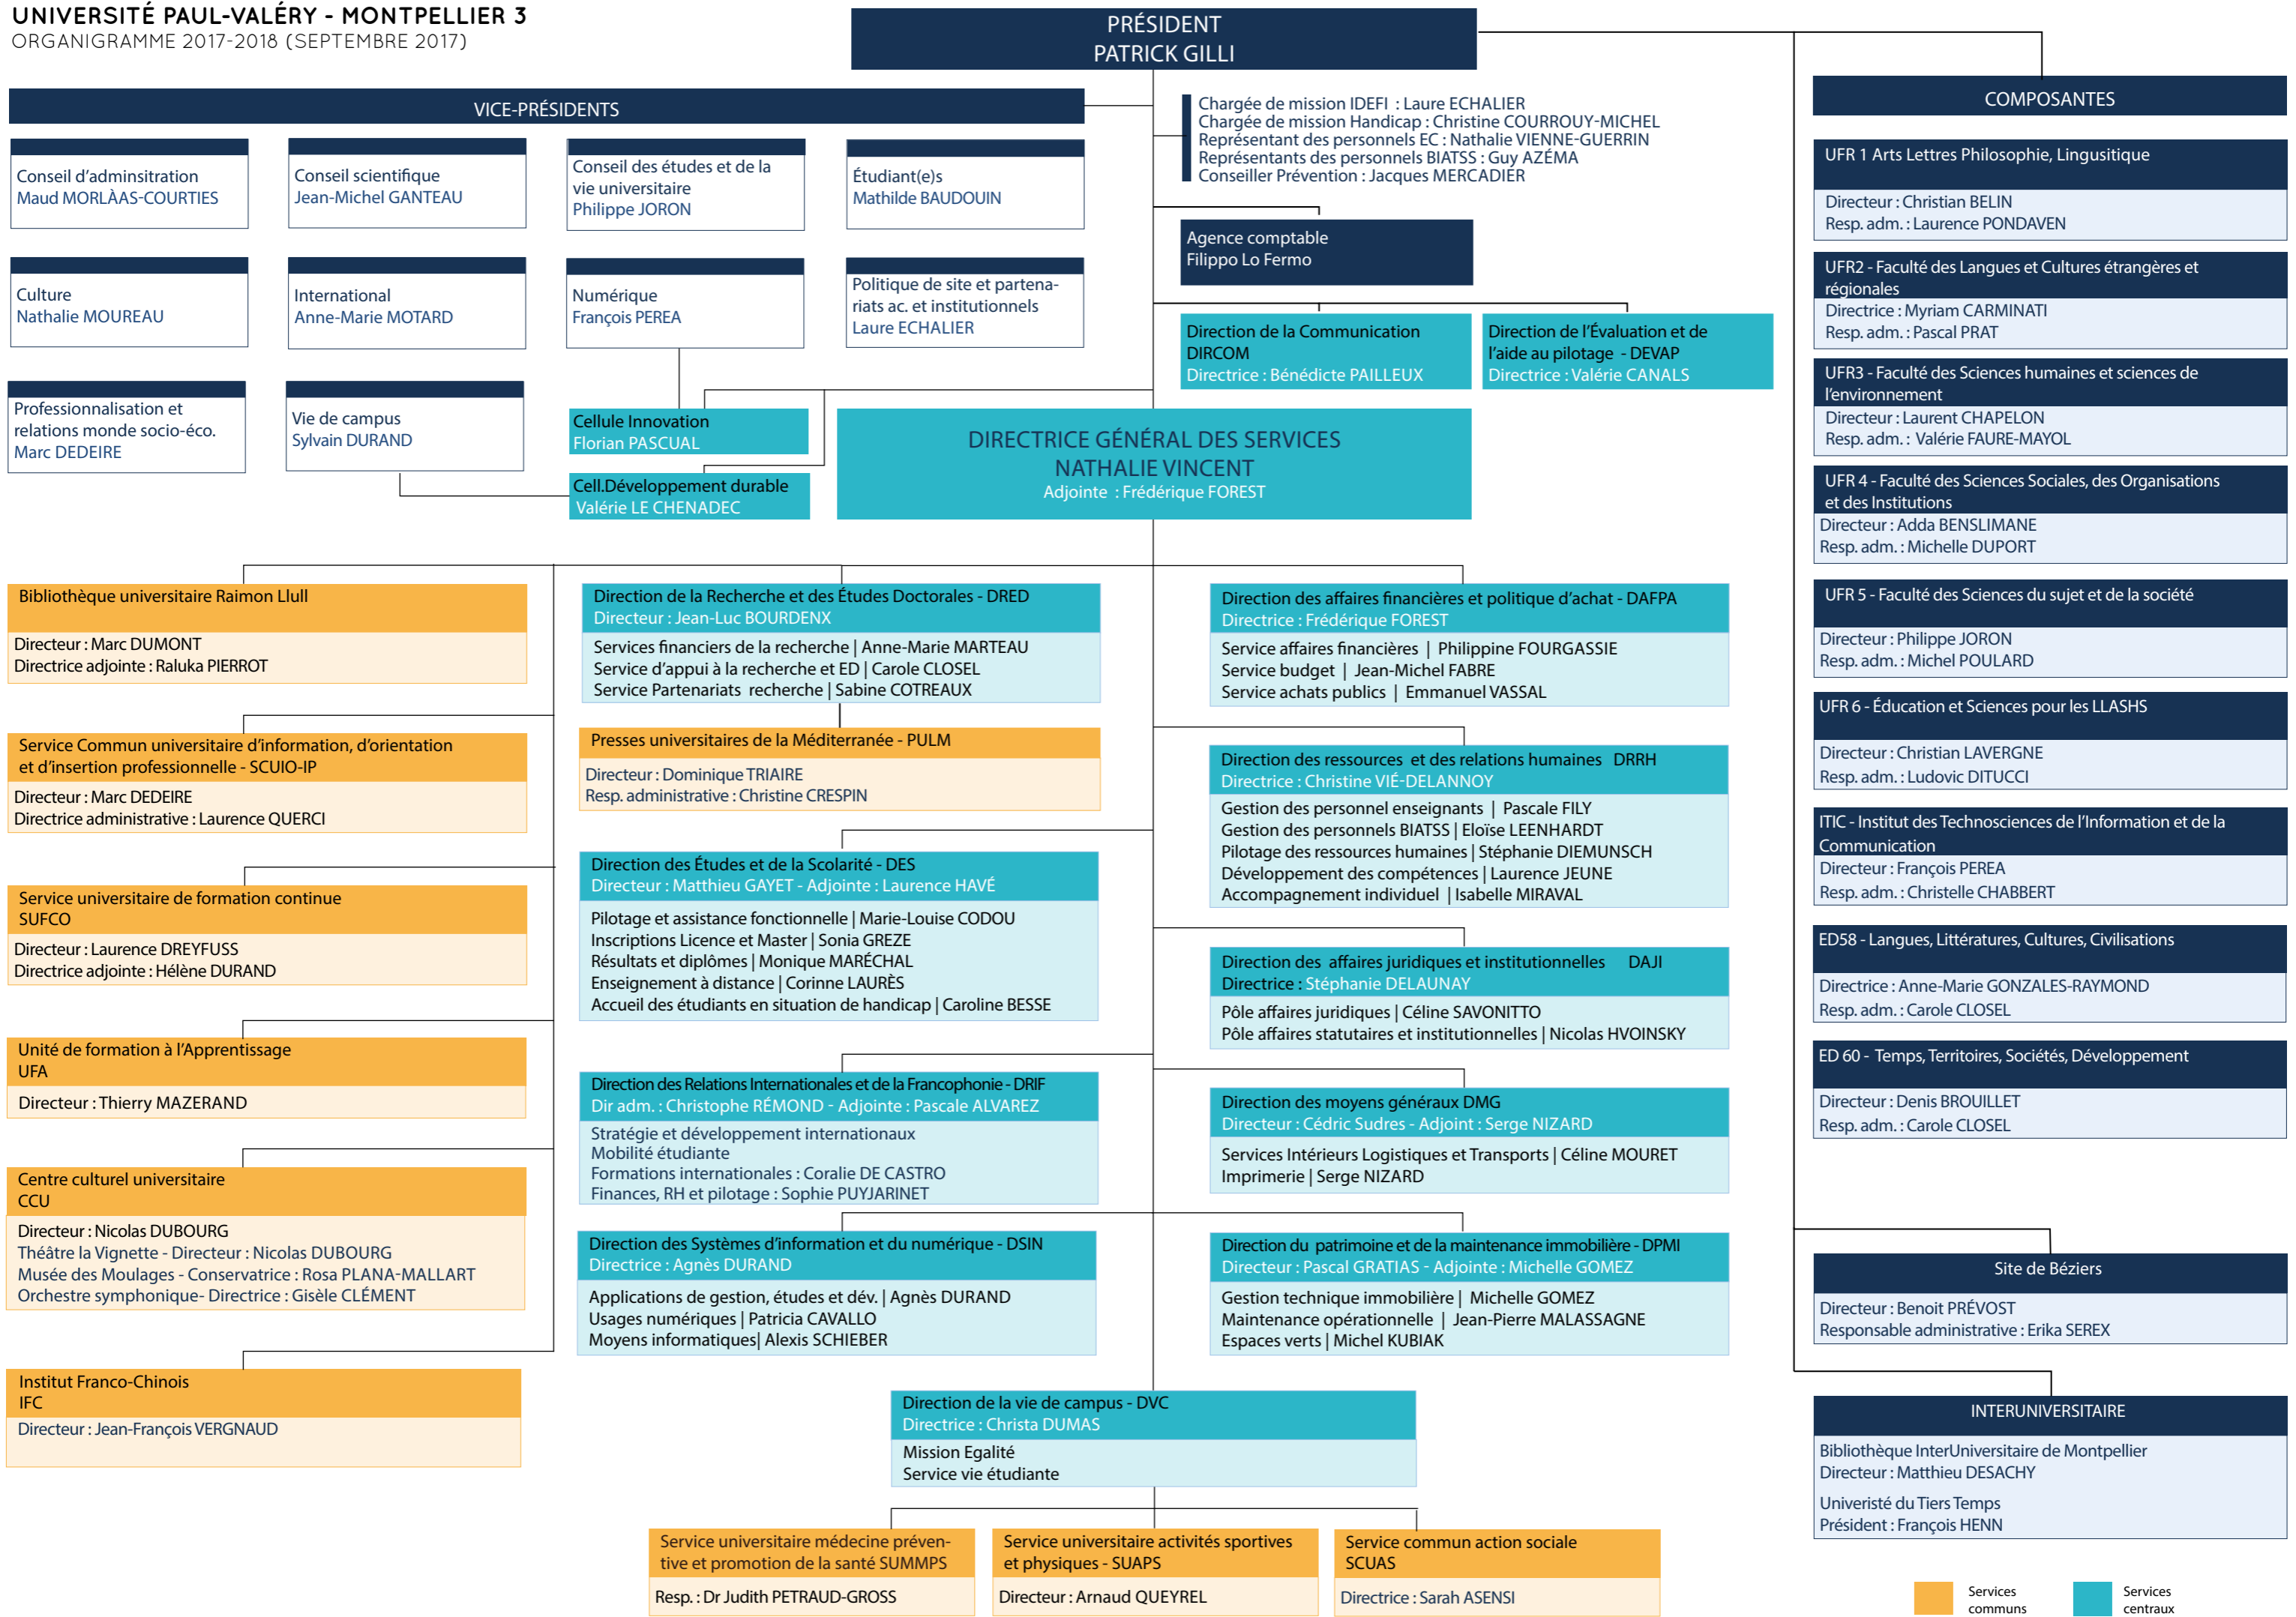 UNIVERSITÉ PAUL-VALÉRY - MONTPELLIER 3
ORGANIGRAMME 2017-2018 (SEPTEMBRE 2017)
PRÉSIDENT
PATRICK GILLI
VICE-PRÉSIDENTS
Conseil d'adminsitration
Maud MORLÀAS-COURTIES
Conseil scientifique
Jean-Michel GANTEAU
Conseil des études et de la
vie universitaire
Philippe JORON
Étudiant(e)s
Mathilde BAUDOUIN
Culture
Nathalie MOUREAU
International
Anne-Marie MOTARD
Numérique
François PEREA
Politique de site et partena-
riats ac. et institutionnels
Laure ECHALIER
Professionnalisation et
relations monde socio-éco.
Marc DEDEIRE
Vie de campus
Sylvain DURAND
Cellule Innovation
Florian PASCUAL
Cell.Développement durable
Valérie LE CHENADEC
Chargée de mission IDEFI : Laure ECHALIER
Chargée de mission Handicap : Christine COURROUY-MICHEL
Représentant des personnels EC : Nathalie VIENNE-GUERRIN
Représentants des personnels BIATSS : Guy AZÉMA
Conseiller Prévention : Jacques MERCADIER
Agence comptable
Filippo Lo Fermo
Direction de la Communication
DIRCOM
Directrice : Bénédicte PAILLEUX
Direction de l'Évaluation et de
l'aide au pilotage - DEVAP
Directrice : Valérie CANALS
DIRECTRICE GÉNÉRAL DES SERVICES
NATHALIE VINCENT
Adjointe : Frédérique FOREST
Bibliothèque universitaire Raimon Llull
Directeur : Marc DUMONT
Directrice adjointe : Raluka PIERROT
Service Commun universitaire d'information, d'orientation
et d'insertion professionnelle - SCUIO-IP
Directeur : Marc DEDEIRE
Directrice administrative : Laurence QUERCI
Service universitaire de formation continue
SUFCO
Directeur : Laurence DREYFUSS
Directrice adjointe : Hélène DURAND
Unité de formation à l'Apprentissage
UFA
Directeur : Thierry MAZERAND
Centre culturel universitaire
CCU
Directeur : Nicolas DUBOURG
Théâtre la Vignette - Directeur : Nicolas DUBOURG
Musée des Moulages - Conservatrice : Rosa PLANA-MALLART
Orchestre symphonique- Directrice : Gisèle CLÉMENT
Institut Franco-Chinois
IFC
Directeur : Jean-François VERGNAUD
Direction de la Recherche et des Études Doctorales - DRED
Directeur : Jean-Luc BOURDENX
Services financiers de la recherche | Anne-Marie MARTEAU
Service d'appui à la recherche et ED | Carole CLOSEL
Service Partenariats recherche | Sabine COTREAUX
Presses universitaires de la Méditerranée - PULM
Directeur : Dominique TRIAIRE
Resp. administrative : Christine CRESPIN
Direction des Études et de la Scolarité - DES
Directeur : Matthieu GAYET - Adjointe : Laurence HAVÉ
Pilotage et assistance fonctionnelle | Marie-Louise CODOU
Inscriptions Licence et Master | Sonia GREZE
Résultats et diplômes | Monique MARÉCHAL
Enseignement à distance | Corinne LAURÈS
Accueil des étudiants en situation de handicap | Caroline BESSE
Direction des Relations Internationales et de la Francophonie - DRIF
Dir adm. : Christophe RÉMOND - Adjointe : Pascale ALVAREZ
Stratégie et développement internationaux
Mobilité étudiante
Formations internationales : Coralie DE CASTRO
Finances, RH et pilotage : Sophie PUYJARINET
Direction des Systèmes d'information et du numérique - DSIN
Directrice : Agnès DURAND
Applications de gestion, études et dév. | Agnès DURAND
Usages numériques | Patricia CAVALLO
Moyens informatiques| Alexis SCHIEBER
Direction des affaires financières et politique d'achat - DAFPA
Directrice : Frédérique FOREST
Service affaires financières | Philippine FOURGASSIE
Service budget | Jean-Michel FABRE
Service achats publics | Emmanuel VASSAL
Direction des ressources et des relations humaines DRRH
Directrice : Christine VIÉ-DELANNOY
Gestion des personnel enseignants | Pascale FILY
Gestion des personnels BIATSS | Eloïse LEENHARDT
Pilotage des ressources humaines | Stéphanie DIEMUNSCH
Développement des compétences | Laurence JEUNE
Accompagnement individuel | Isabelle MIRAVAL
Direction des affaires juridiques et institutionnelles DAJI
Directrice : Stéphanie DELAUNAY
Pôle affaires juridiques | Céline SAVONITTO
Pôle affaires statutaires et institutionnelles | Nicolas HVOINSKY
Direction des moyens généraux DMG
Directeur : Cédric Sudres - Adjoint : Serge NIZARD
Services Intérieurs Logistiques et Transports | Céline MOURET
Imprimerie | Serge NIZARD
Direction du patrimoine et de la maintenance immobilière - DPMI
Directeur : Pascal GRATIAS - Adjointe : Michelle GOMEZ
Gestion technique immobilière | Michelle GOMEZ
Maintenance opérationnelle | Jean-Pierre MALASSAGNE
Espaces verts | Michel KUBIAK
Direction de la vie de campus - DVC
Directrice : Christa DUMAS
Mission Egalité
Service vie étudiante
Service universitaire médecine préven-
tive et promotion de la santé SUMMPS
Resp. : Dr Judith PETRAUD-GROSS
Service universitaire activités sportives
et physiques - SUAPS
Directeur : Arnaud QUEYREL
Service commun action sociale
SCUAS
Directrice : Sarah ASENSI
COMPOSANTES
UFR 1 Arts Lettres Philosophie, Lingusitique
Directeur : Christian BELIN
Resp. adm. : Laurence PONDAVEN
UFR2 - Faculté des Langues et Cultures étrangères et
régionales
Directrice : Myriam CARMINATI
Resp. adm. : Pascal PRAT
UFR3 - Faculté des Sciences humaines et sciences de
l'environnement
Directeur : Laurent CHAPELON
Resp. adm. : Valérie FAURE-MAYOL
UFR 4 - Faculté des Sciences Sociales, des Organisations
et des Institutions
Directeur : Adda BENSLIMANE
Resp. adm. : Michelle DUPORT
UFR 5 - Faculté des Sciences du sujet et de la société
Directeur : Philippe JORON
Resp. adm. : Michel POULARD
UFR 6 - Éducation et Sciences pour les LLASHS
Directeur : Christian LAVERGNE
Resp. adm. : Ludovic DITUCCI
ITIC - Institut des Technosciences de l'Information et de la
Communication
Directeur : François PEREA
Resp. adm. : Christelle CHABBERT
ED58 - Langues, Littératures, Cultures, Civilisations
Directrice : Anne-Marie GONZALES-RAYMOND
Resp. adm. : Carole CLOSEL
ED 60 - Temps, Territoires, Sociétés, Développement
Directeur : Denis BROUILLET
Resp. adm. : Carole CLOSEL
Site de Béziers
Directeur : Benoit PRÉVOST
Responsable administrative : Erika SEREX
INTERUNIVERSITAIRE
Bibliothèque InterUniversitaire de Montpellier
Directeur : Matthieu DESACHY
Univeristé du Tiers Temps
Président : François HENN
Services
communs
Services
centraux